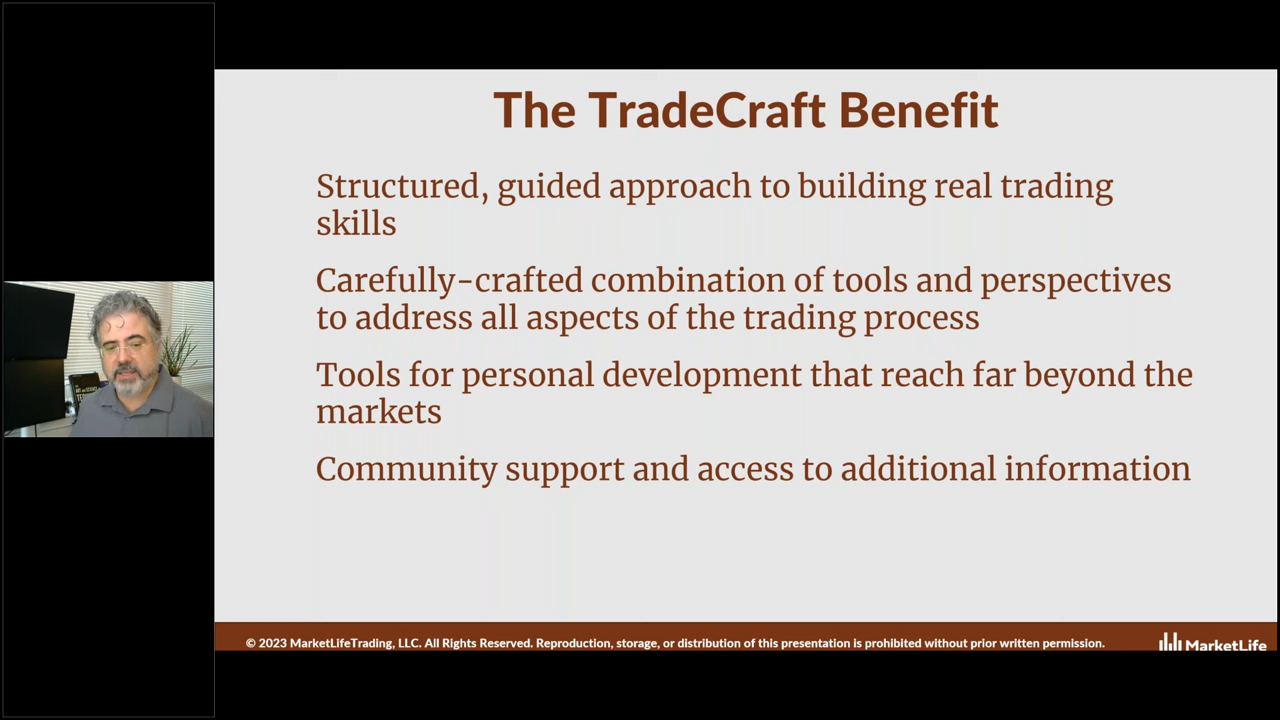 The TradeCraft Benefit
Structured, guided approach to building real trading
skills
Carefully-crafted combination of tools and perspectives
to address all aspects of the trading process
Tools for personal development that reach far beyond the
markets
Community support and access to additional information
© 2023 MarketLifeTrading, LLC. All Rights Reserved. Reproduction, storage, or distribution of this presentation is prohibited without prior written permission.
MarketLife